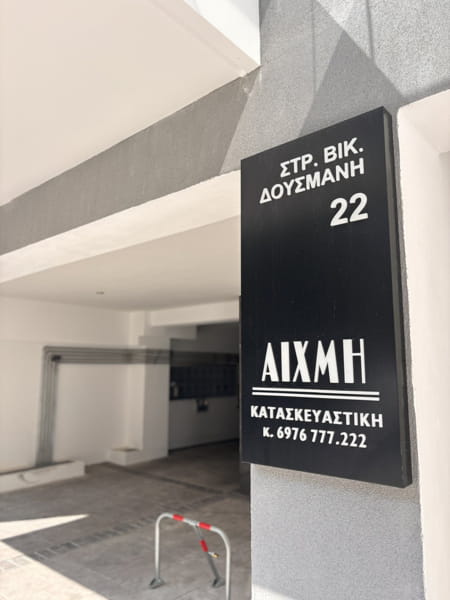 ΣΤΡ. ΒΙΚ.
ΔΟΥΣΜΑΝΗ
22
ΑΙΧΜΗ
ΚΑΤΑΣΚΕΥΑΣΤΙΚΗ
κ. 6976 777.222